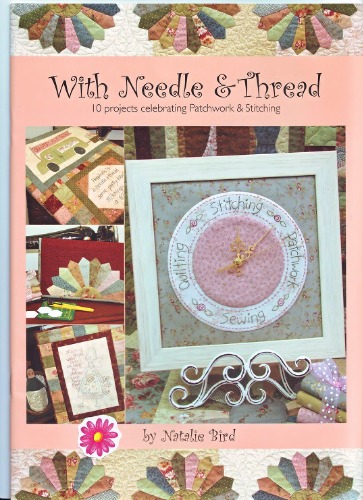 With Needle & Thread
10 projects celebrating Patchwork & Stitching
Stitching
Patchwork
Sewing
Quilting
by Natalie Bird